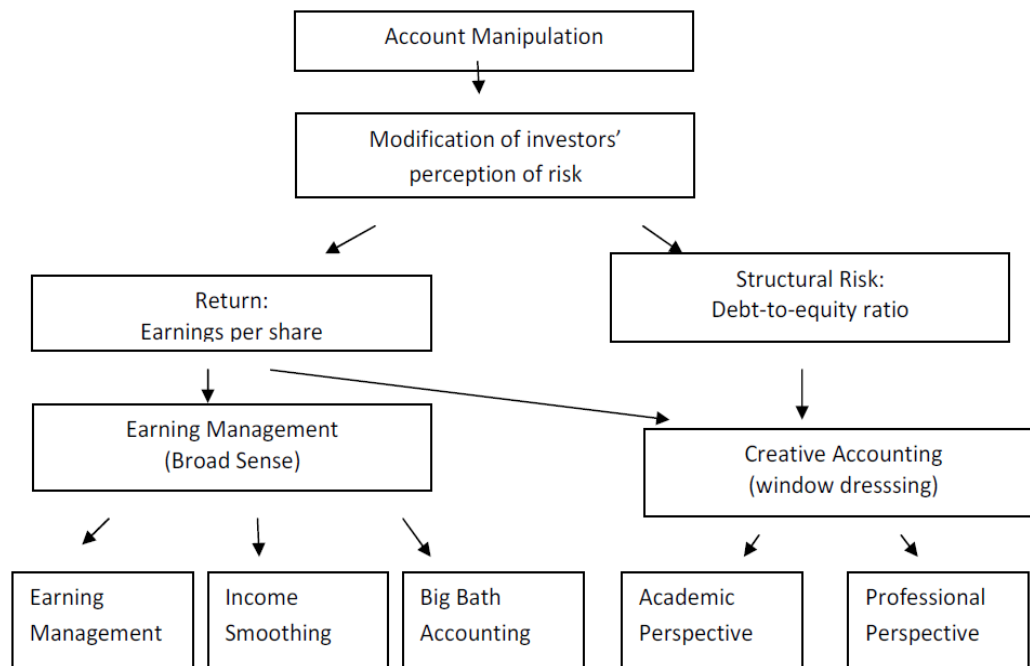 Account Manipulation
Modification of investors’
perception of risk
Return:
Earnings per share
Structural Risk:
Debt-to-equity ratio
Earning Management
(Broad Sense)
Creative Accounting
(window dresssing)
Earning
Management
Income
Smoothing
Big Bath
Accounting
Academic
Perspective
Professional
Perspective